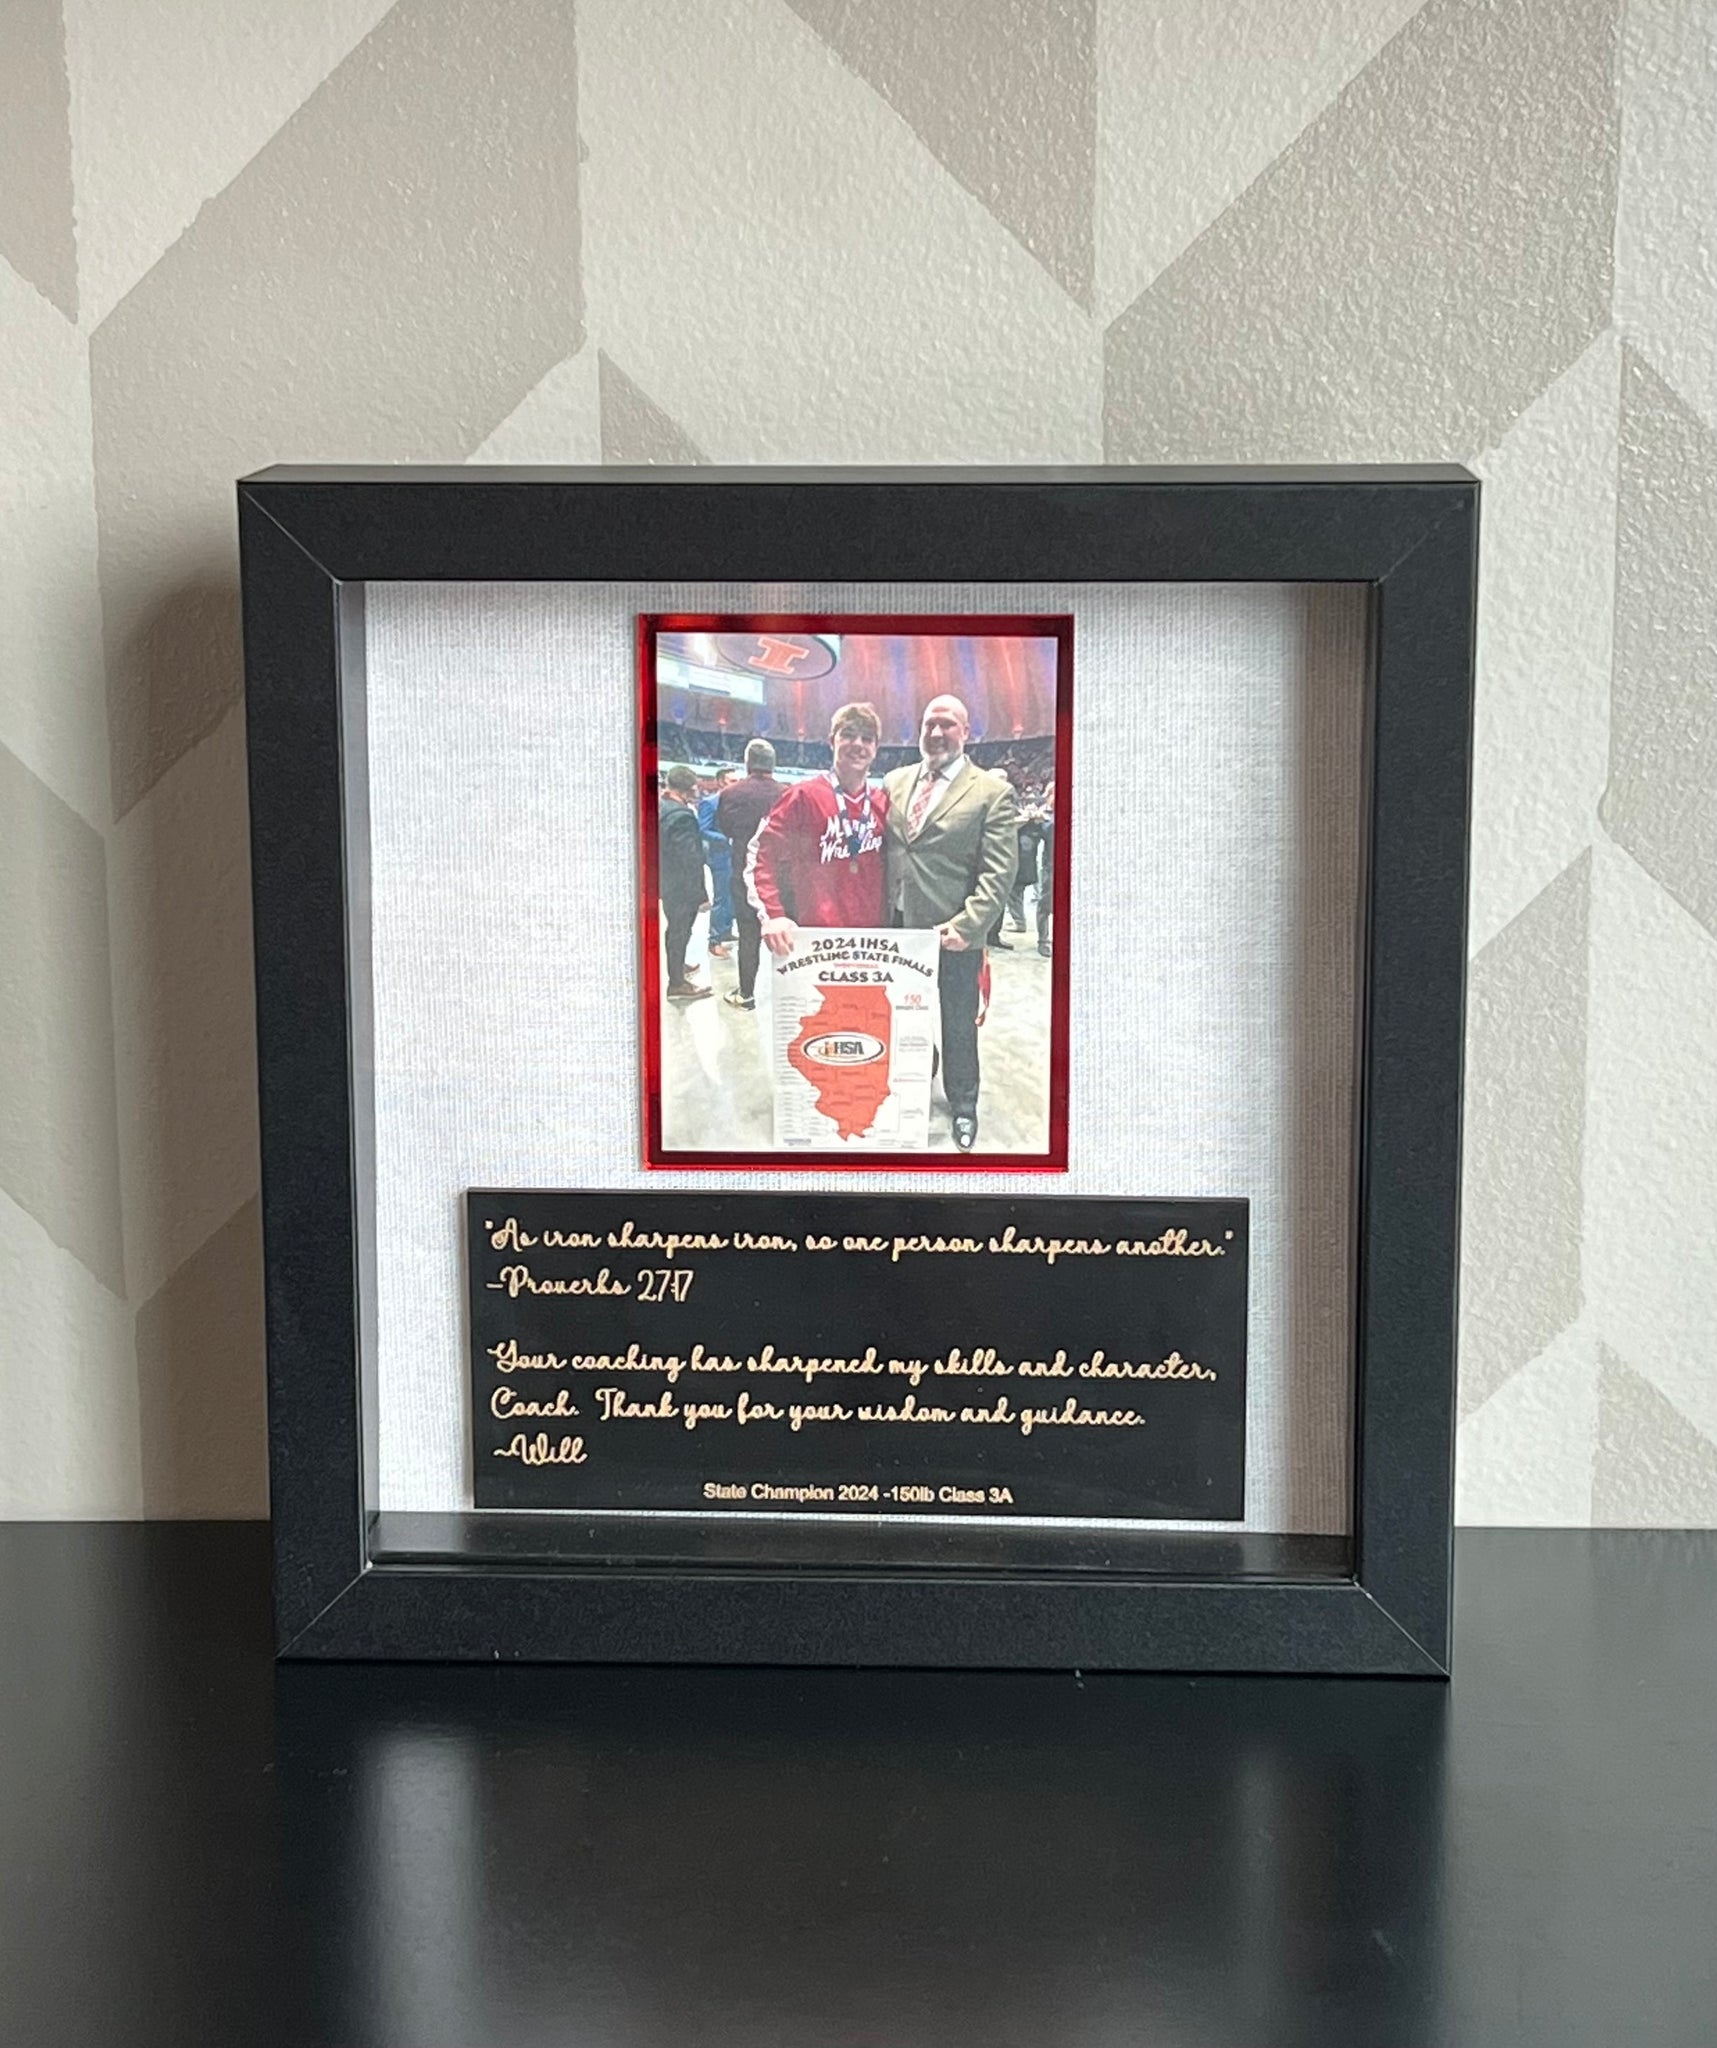 I
Wrestling
2024 IHSA
WRESTLING STATE FINALS
CLASS 3A
150
IHSA
"As iron sharpens iron, so one person sharpens another."
-Proverbs 27:17
Your coaching has sharpened my skills and character,
Coach. Thank you for your wisdom and guidance.
~Will
State Champion 2024 -150lb Class 3A